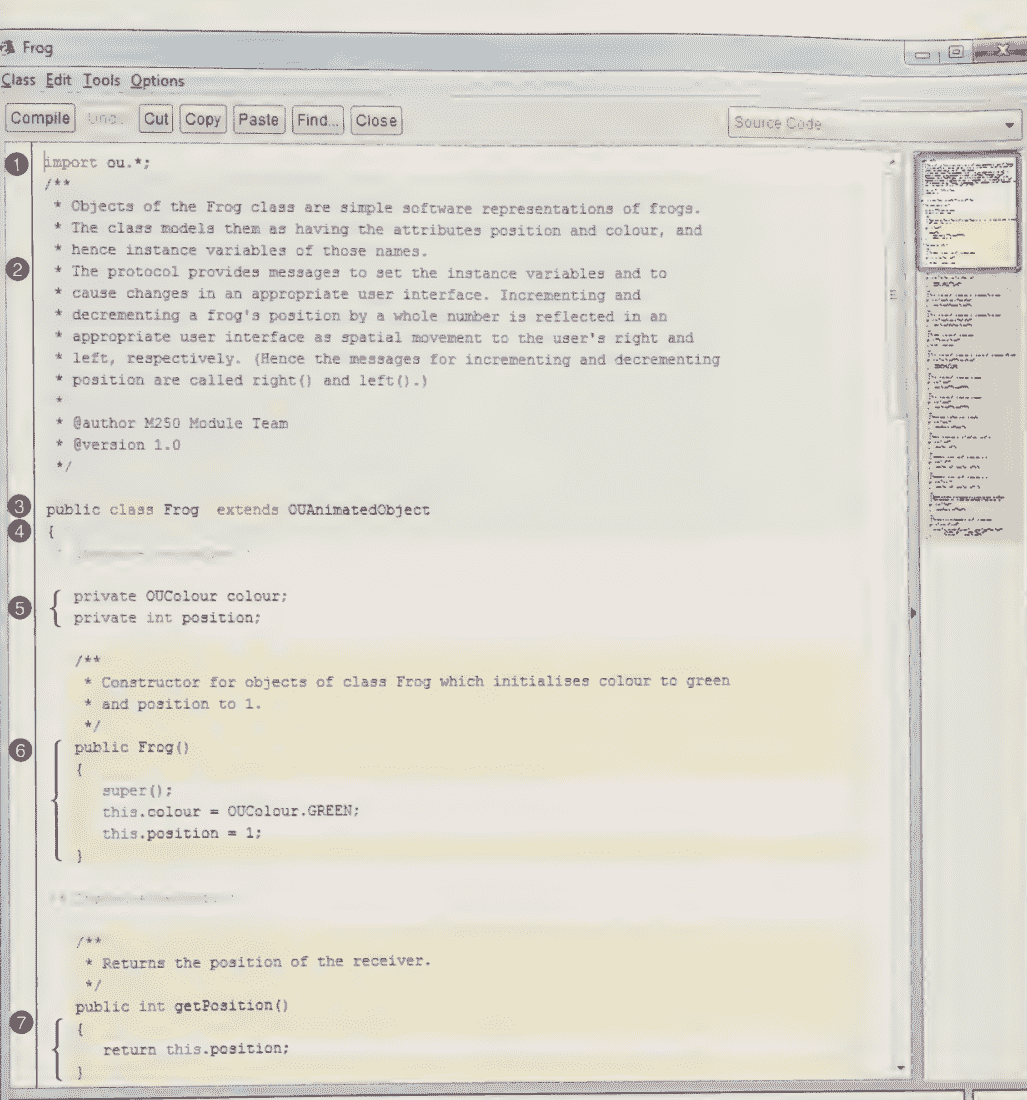 Frog
Class Edit Tools Options
Compile Cut Copy Paste Find... Close Source Code
1 import ou.*;
/**
* Objects of the Frog class are simple software representations of frogs.
* The class models them as having the attributes position and colour, and
* hence instance variables of those names.
2 * The protocol provides messages to set the instance variables and to
* cause changes in an appropriate user interface. Incrementing and
* decrementing a frog's position by a whole number is reflected in an
* appropriate user interface as spatial movement to the user's right and
* left, respectively. (Hence the messages for incrementing and decrementing
* position are called right() and left().)
*
* @author M250 Module Team
* @version 1.0
*/
3 public class Frog extends OUAnimatedObject
4 {
5 private OUColour colour;
private int position;
/**
* Constructor for objects of class Frog which initialises colour to green
* and position to 1.
*/
6 public Frog()
{
super();
this.colour = OUColour.GREEN;
this.position = 1;
}
/**
* Returns the position of the receiver.
*/
public int getPosition()
7 {
return this.position;
}